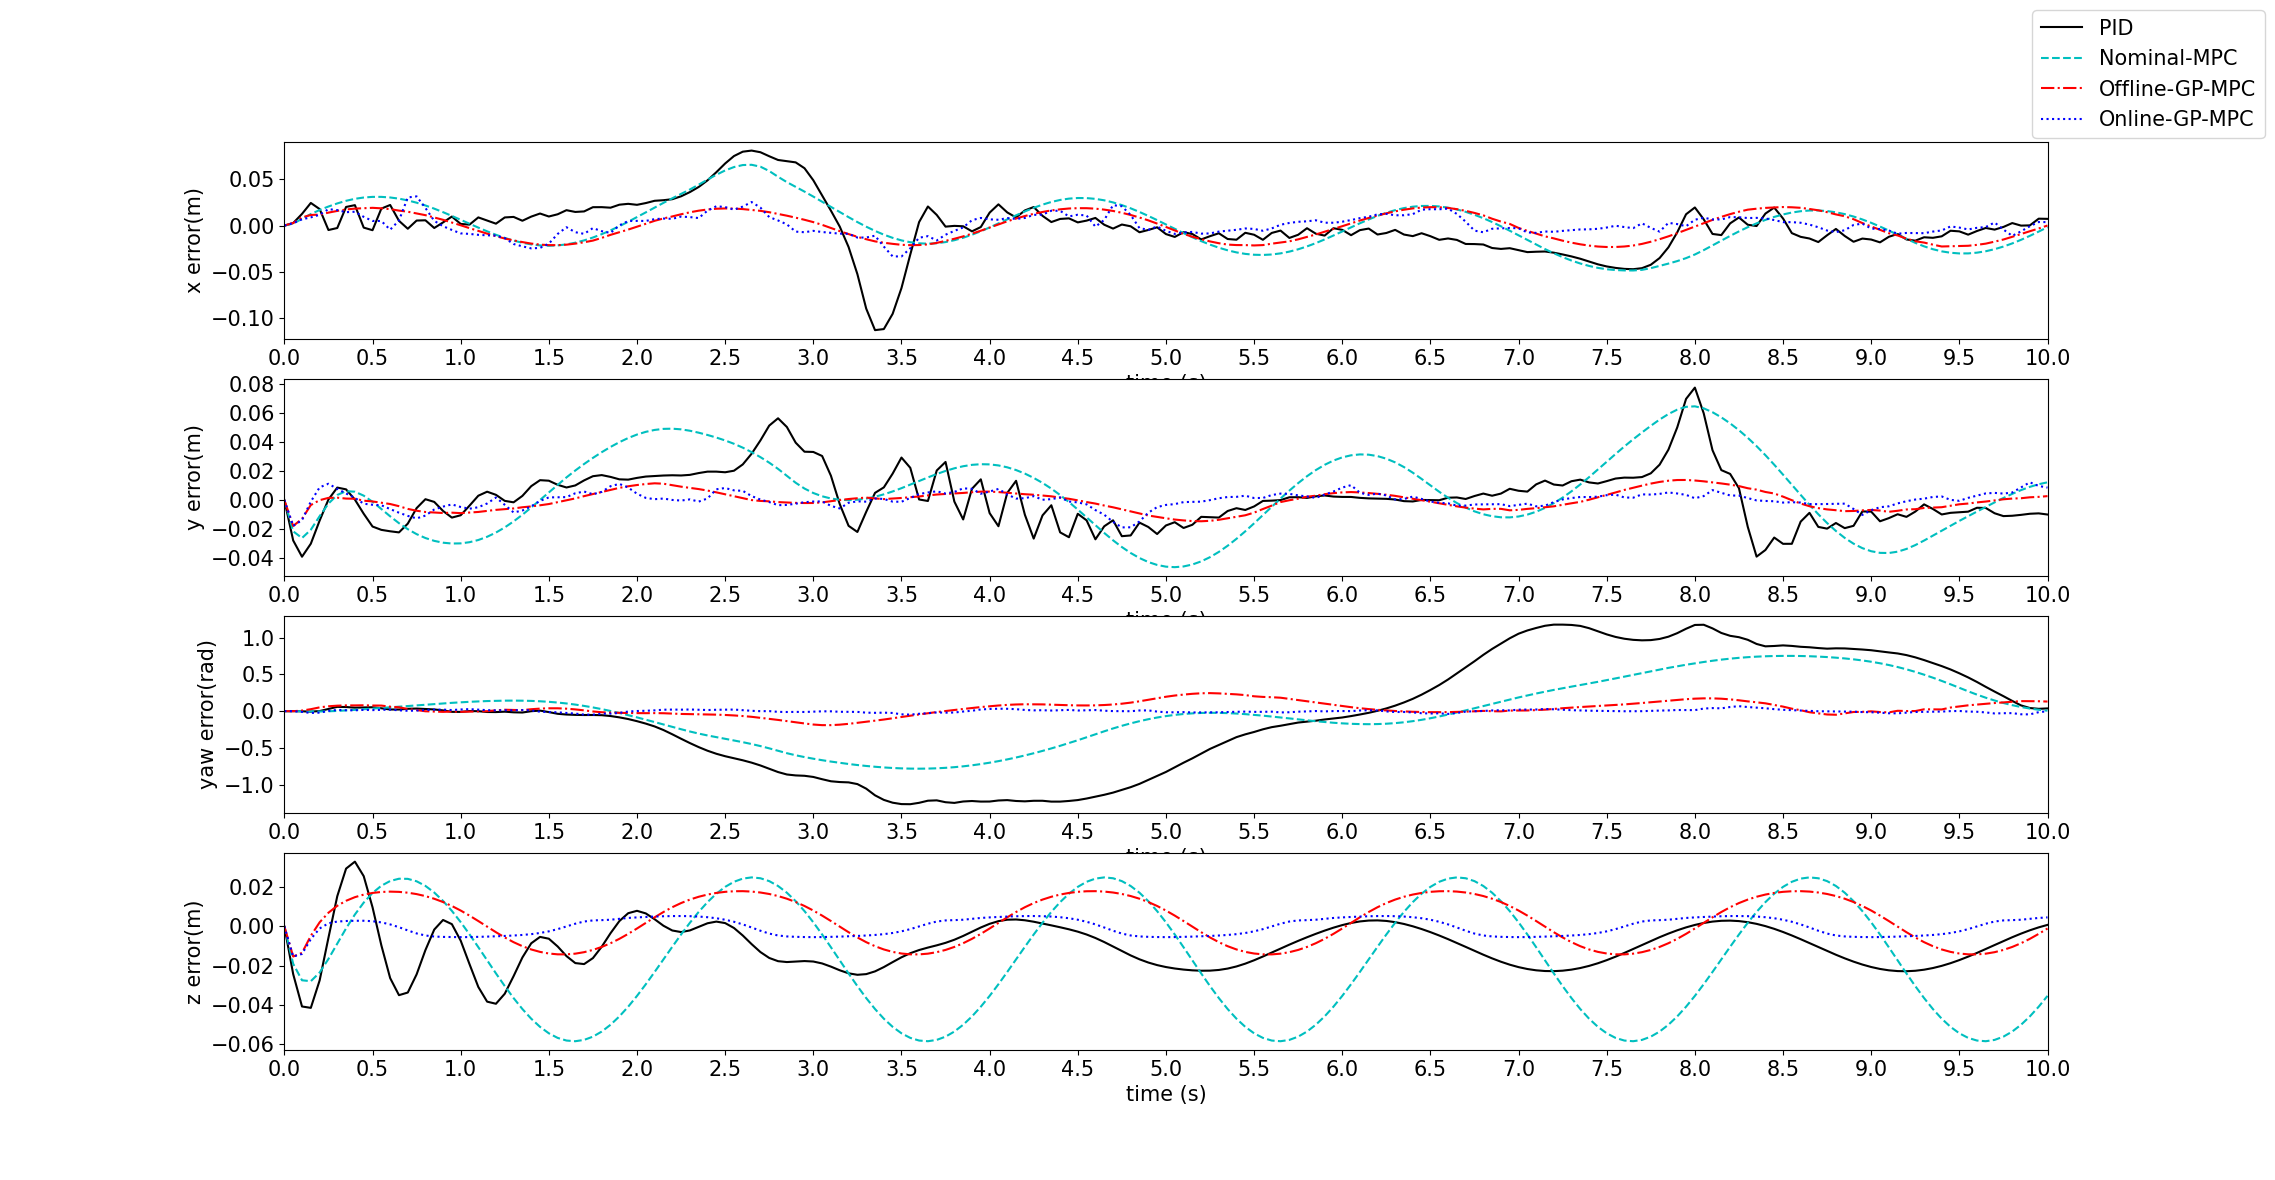 PID
Nominal-MPC
Offline-GP-MPC
Online-GP-MPC
x error(m)
0.05
0.00
−0.05
−0.10
0.0 0.5 1.0 1.5 2.0 2.5 3.0 3.5 4.0 4.5 5.0 5.5 6.0 6.5 7.0 7.5 8.0 8.5 9.0 9.5 10.0
time (s)
y error(m)
0.08
0.06
0.04
0.02
0.00
−0.02
−0.04
0.0 0.5 1.0 1.5 2.0 2.5 3.0 3.5 4.0 4.5 5.0 5.5 6.0 6.5 7.0 7.5 8.0 8.5 9.0 9.5 10.0
time (s)
yaw error(rad)
1.0
0.5
0.0
−0.5
−1.0
0.0 0.5 1.0 1.5 2.0 2.5 3.0 3.5 4.0 4.5 5.0 5.5 6.0 6.5 7.0 7.5 8.0 8.5 9.0 9.5 10.0
time (s)
z error(m)
0.02
0.00
−0.02
−0.04
−0.06
0.0 0.5 1.0 1.5 2.0 2.5 3.0 3.5 4.0 4.5 5.0 5.5 6.0 6.5 7.0 7.5 8.0 8.5 9.0 9.5 10.0
time (s)